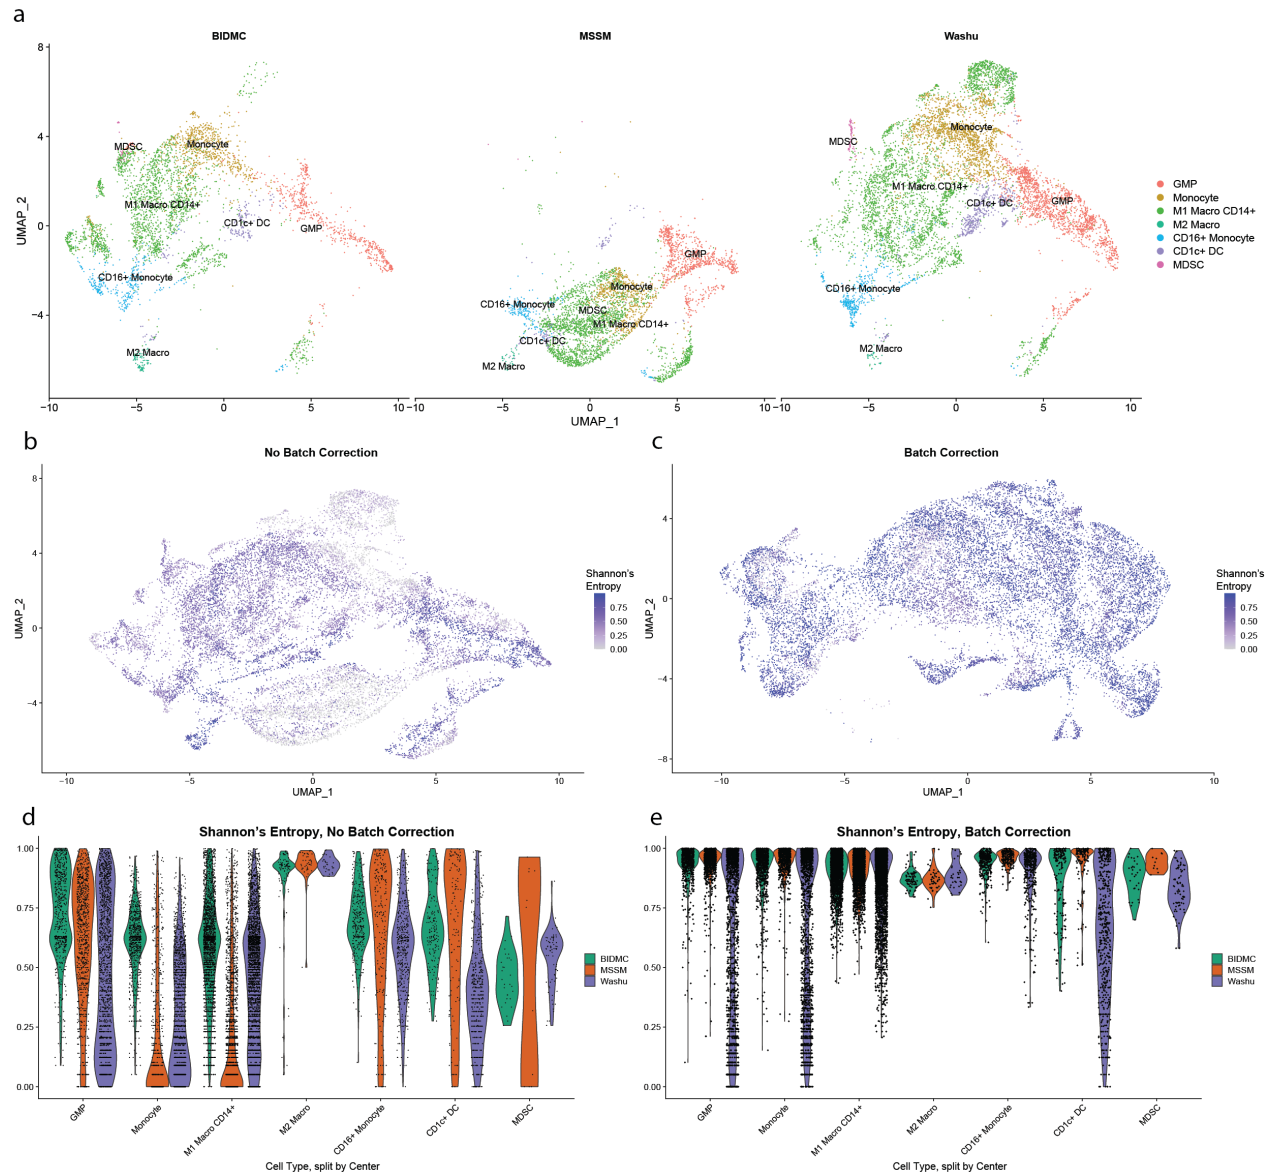 a
BIDMC
MSSM
Washu
8
4
0
−4
UMAP_2
MDSC
Monocyte
M1 Macro CD14+
CD1c+ DC
GMP
CD16+ Monocyte
M2 Macro
GMP
Monocyte
CD16+ Monocyte
MDSC
M1 Macro CD14+
CD1c+ DC
M2 Macro
Monocyte
MDSC
M1 Macro CD14+
CD1c+ DC
GMP
CD16+ Monocyte
M2 Macro
GMP
Monocyte
M1 Macro CD14+
M2 Macro
CD16+ Monocyte
CD1c+ DC
MDSC
−10 −5 0 5 10
−10 −5 0 5 10
−10 −5 0 5 10
UMAP_1
b
No Batch Correction
8
4
0
−4
UMAP_2
−10 −5 0 5 10
UMAP_1
Shannon's
Entropy
0.75
0.50
0.25
0.00
c
Batch Correction
4
0
−4
−8
UMAP_2
−10 −5 0 5 10
UMAP_1
Shannon's
Entropy
0.75
0.50
0.25
0.00
d
Shannon's Entropy, No Batch Correction
1.00
0.75
0.50
0.25
0.00
GMP
Monocyte
M1 Macro CD14+
M2 Macro
CD16+ Monocyte
CD1c+ DC
MDSC
Cell Type, split by Center
BIDMC
MSSM
Washu
e
Shannon's Entropy, Batch Correction
1.00
0.75
0.50
0.25
0.00
GMP
Monocyte
M1 Macro CD14+
M2 Macro
CD16+ Monocyte
CD1c+ DC
MDSC
Cell Type, split by Center
BIDMC
MSSM
Washu